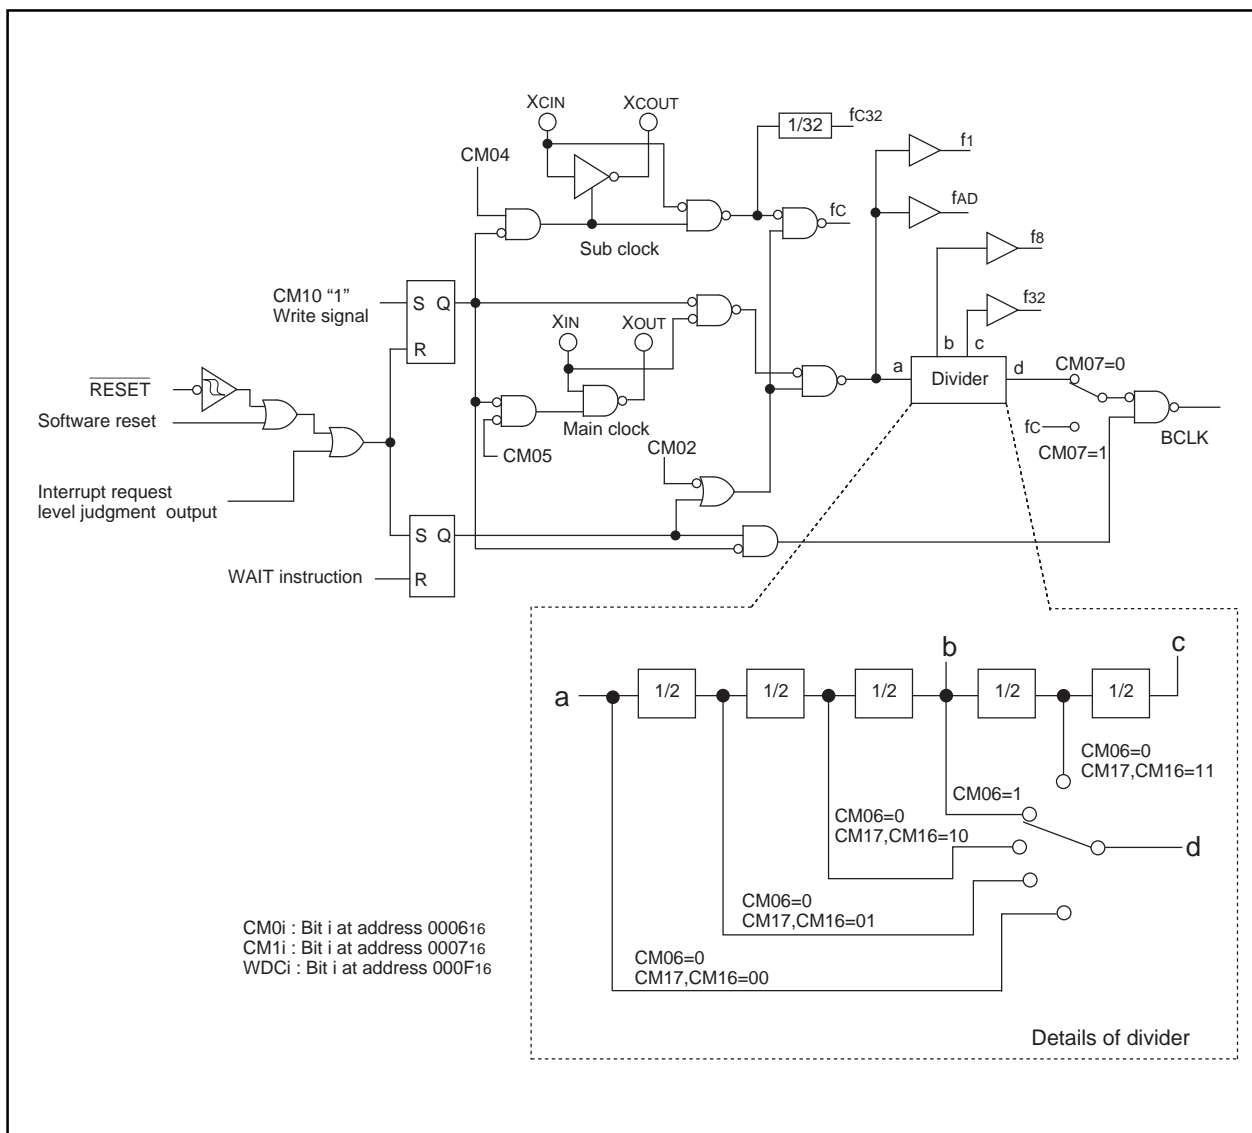 XCIN
XCOUT
1/32
fC32
f1
CM04
fAD
fC
Sub clock
f8
CM10 “1”
Write signal
S Q
R
XIN
XOUT
f32
b c
RESET
a
Divider
d
CM07=0
Software reset
Main clock
fC
BCLK
CM05
CM02
CM07=1
Interrupt request
level judgment output
S Q
WAIT instruction
R
b
c
a
1/2
1/2
1/2
1/2
1/2
CM06=0
CM17,CM16=11
CM06=1
CM06=0
CM17,CM16=10
d
CM06=0
CM17,CM16=01
CM0i : Bit i at address 000616
CM1i : Bit i at address 000716
WDCi : Bit i at address 000F16
CM06=0
CM17,CM16=00
Details of divider